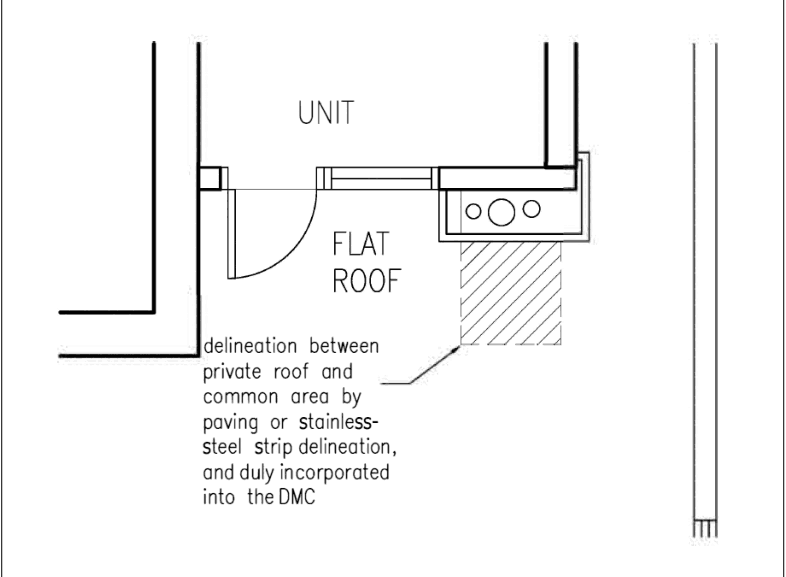 UNIT
FLAT
ROOF
delineation between
private roof and
common area by
paving or stainless-
steel strip delineation,
and duly incorporated
into the DMC